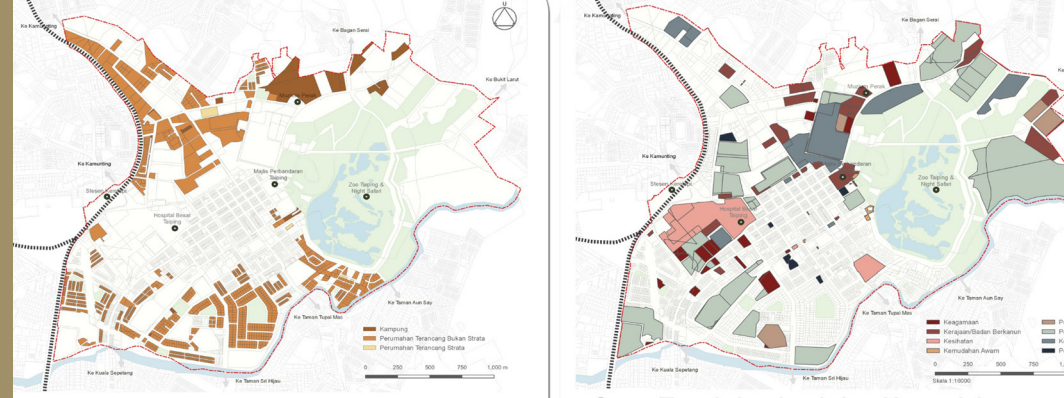 Ke Kamunting
U
Ke Bagan Serai
Ke Bukit Larut
Muzium Perak
Ke Kamunting
Majlis Perbandaran
Taiping
Zoo Taiping &
Night Safari
Hospital Besar
Taiping
Ke Taman Aun Say
Ke Taman Tupai Mas
Kampung
Perumahan Terancang Bukan Strata
Perumahan Terancang Strata
Ke Kuala Sepetang
Ke Taman Sri Hijau
0 250 500 750 1,000 m
Ke Kamunting
Ke Bagan Serai
Muzium Perak
Ke Kamunting
Zoo Taiping &
Night Safari
Hospital Besar
Taiping
Ke Taman Aun Say
Ke Taman Tupai Mas
Keagamaan
Kerajaan/Badan Berkanun
Kesihatan
Kemudahan Awam
Ke Kuala Sepetang
Ke Taman Sri Hijau
0 250 500 750
Skala 1:16000